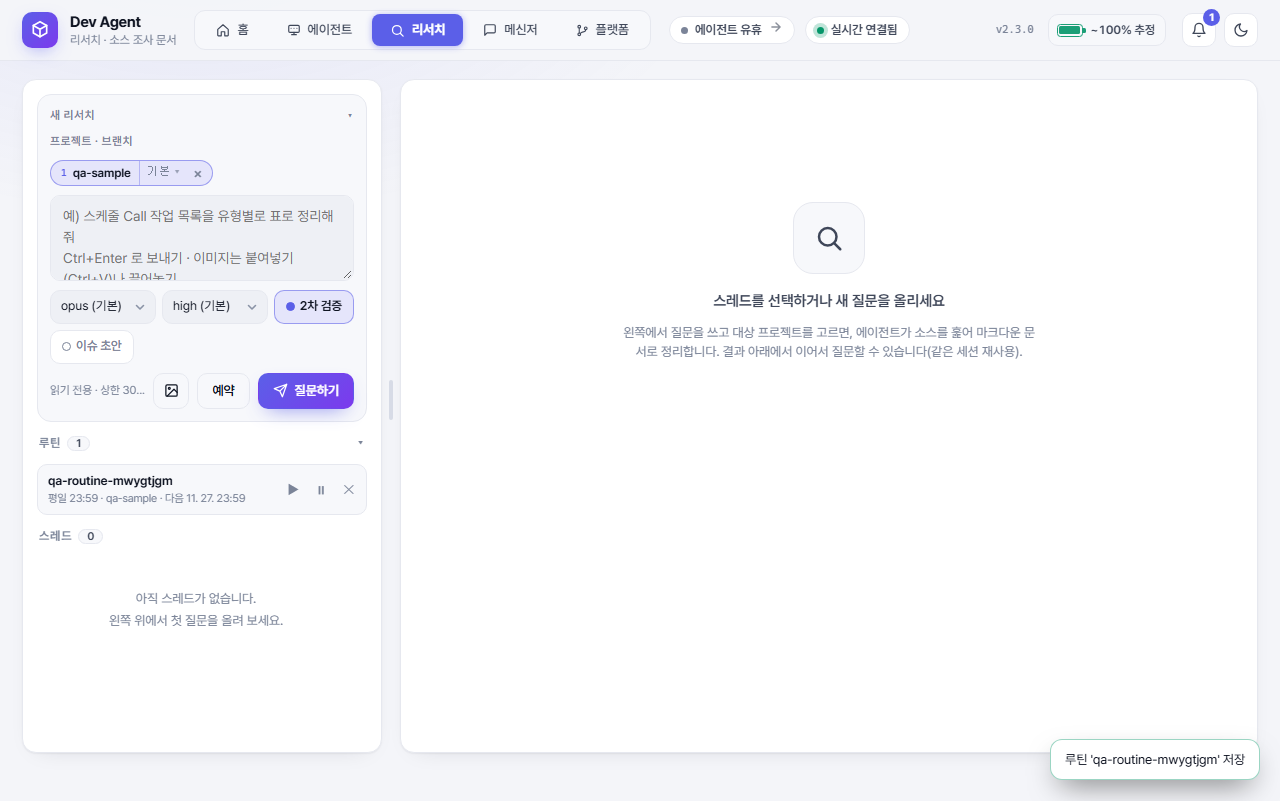 Dev Agent
리서치 · 소스 조사 문서
홈
에이전트
리서치
메신저
플랫폼
에이전트 유휴
실시간 연결됨
v2.3.0
~100% 추정
1
새 리서치
프로젝트 · 브랜치
1 qa-sample 기본
예) 스케줄 Call 작업 목록을 유형별로 표로 정리해
줘
Ctrl+Enter 로 보내기 · 이미지는 붙여넣기
(Ctrl+V)나 끌어놓기
opus (기본)
high (기본)
2차 검증
이슈 초안
읽기 전용 · 상한 30...
예약
질문하기
루틴 1
qa-routine-mwygtjgm
평일 23:59 · qa-sample · 다음 11. 27. 23:59
스레드 0
아직 스레드가 없습니다.
왼쪽 위에서 첫 질문을 올려 보세요.
스레드를 선택하거나 새 질문을 올리세요
왼쪽에서 질문을 쓰고 대상 프로젝트를 고르면, 에이전트가 소스를 훑어 마크다운 문
서로 정리합니다. 결과 아래에서 이어서 질문할 수 있습니다(같은 세션 재사용).
루틴 'qa-routine-mwygtjgm' 저장